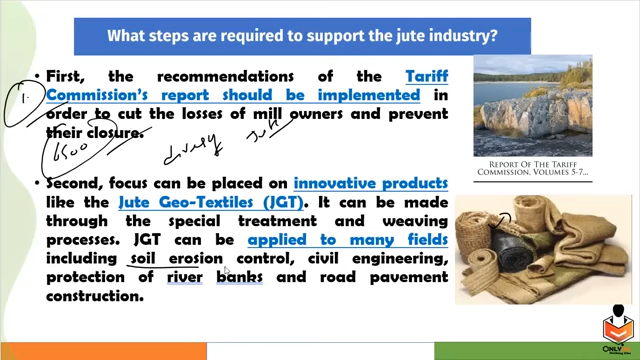 What steps are required to support the jute industry?
• First, the recommendations of the Tariff
Commission's report should be implemented in
order to cut the losses of mill owners and prevent
their closure.
1.
6500
jute
• Second, focus can be placed on innovative products
like the Jute Geo-Textiles (JGT). It can be made
through the special treatment and weaving
processes. JGT can be applied to many fields
including soil erosion control, civil engineering,
protection of river banks and road pavement
construction.
REPORT OF THE TARIFF
COMMISSION, VOLUMES 5-7...